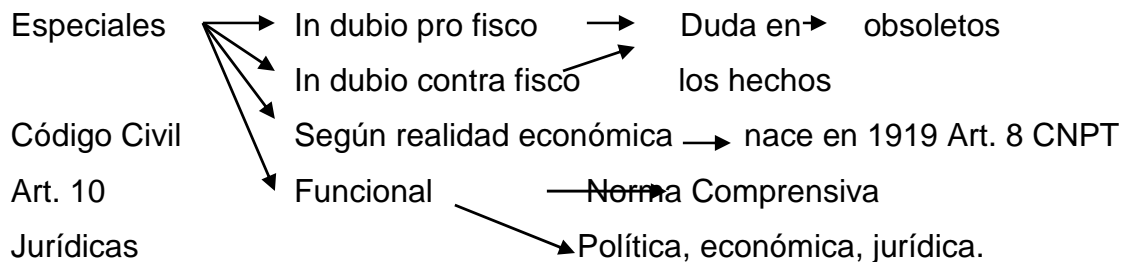 Especiales In dubio pro fisco Duda en obsoletos
In dubio contra fisco los hechos
Código Civil Según realidad económica nace en 1919 Art. 8 CNPT
Art. 10 Funcional Norma Comprensiva
Jurídicas Política, económica, jurídica.